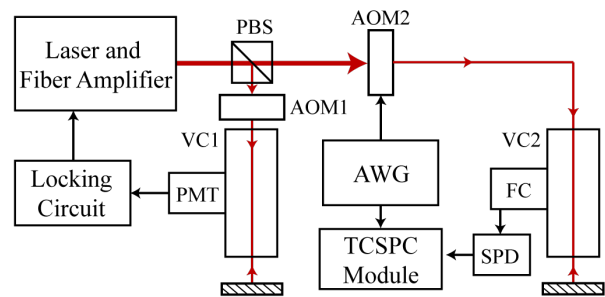 PBS
AOM2
Laser and
Fiber Amplifier
AOM1
VC1
VC2
Locking
Circuit
PMT
AWG
FC
TCSPC
Module
SPD